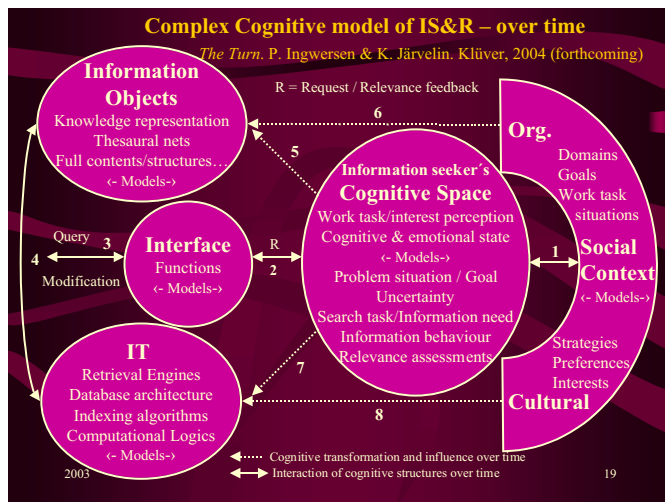 Complex Cognitive model of IS&R – over time
The Turn. P. Ingwersen & K. Järvelin. Klüver, 2004 (forthcoming)
Information
Objects
Knowledge representation
Thesaural nets
Full contents/structures…
‹- Models-›
R = Request / Relevance feedback
6
5
Org.
Domains
Goals
Work task
situations
Information seeker´s
Cognitive Space
Work task/interest perception
Cognitive & emotional state
‹- Models-›
Problem situation / Goal
Uncertainty
Search task/Information need
Information behaviour
Relevance assessments
4
Query
3
Modification
Interface
Functions
‹- Models-›
R
2
1
Social
Context
‹- Models-›
Strategies
Preferences
Interests
Cultural
IT
Retrieval Engines
Database architecture
Indexing algorithms
Computational Logics
‹- Models-›
7
8
Cognitive transformation and influence over time
Interaction of cognitive structures over time
2003
19